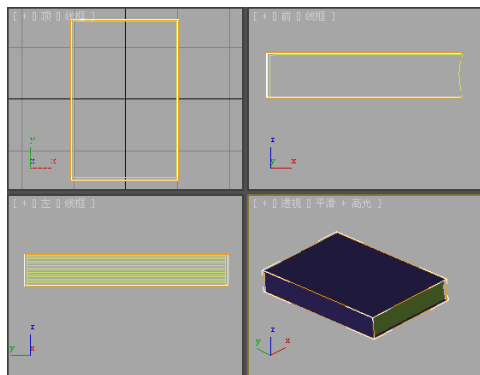 [ + [] 顶 [] 线框 ]
[ + [] 前 [] 线框 ]
y
z x
z
y x
[ + [] 左 [] 线框 ]
[ + [] 透视 [] 平滑 + 高光 ]
z
y x
z
y x